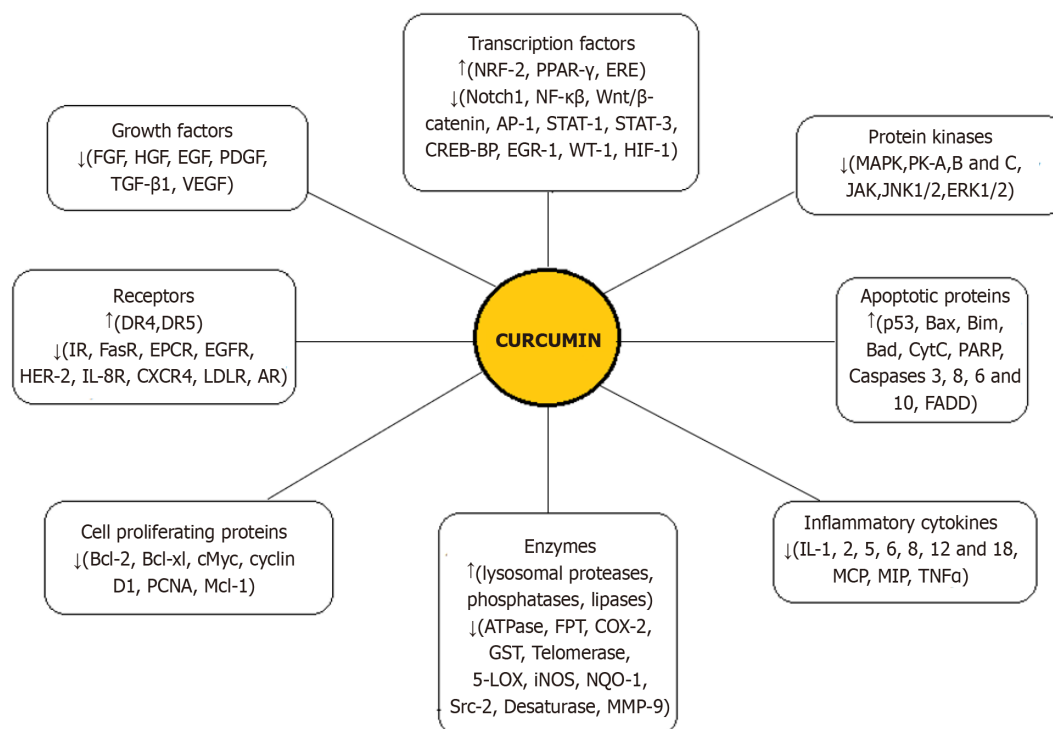 Transcription factors
↑(NRF-2, PPAR-γ, ERE)
↓(Notch1, NF-κβ, Wnt/β-
catenin, AP-1, STAT-1, STAT-3,
CREB-BP, EGR-1, WT-1, HIF-1)
Growth factors
↓(FGF, HGF, EGF, PDGF,
TGF-β1, VEGF)
Protein kinases
↓(MAPK,PK-A,B and C,
JAK,JNK1/2,ERK1/2)
Receptors
↑(DR4,DR5)
↓(IR, FasR, EPCR, EGFR,
HER-2, IL-8R, CXCR4, LDLR, AR)
CURCUMIN
Apoptotic proteins
↑(p53, Bax, Bim,
Bad, CytC, PARP,
Caspases 3, 8, 6 and
10, FADD)
Cell proliferating proteins
↓(Bcl-2, Bcl-xl, cMyc, cyclin
D1, PCNA, Mcl-1)
Enzymes
↑(lysosomal proteases,
phosphatases, lipases)
↓(ATPase, FPT, COX-2,
GST, Telomerase,
5-LOX, iNOS, NQO-1,
Src-2, Desaturase, MMP-9)
Inflammatory cytokines
↓(IL-1, 2, 5, 6, 8, 12 and 18,
MCP, MIP, TNFα)